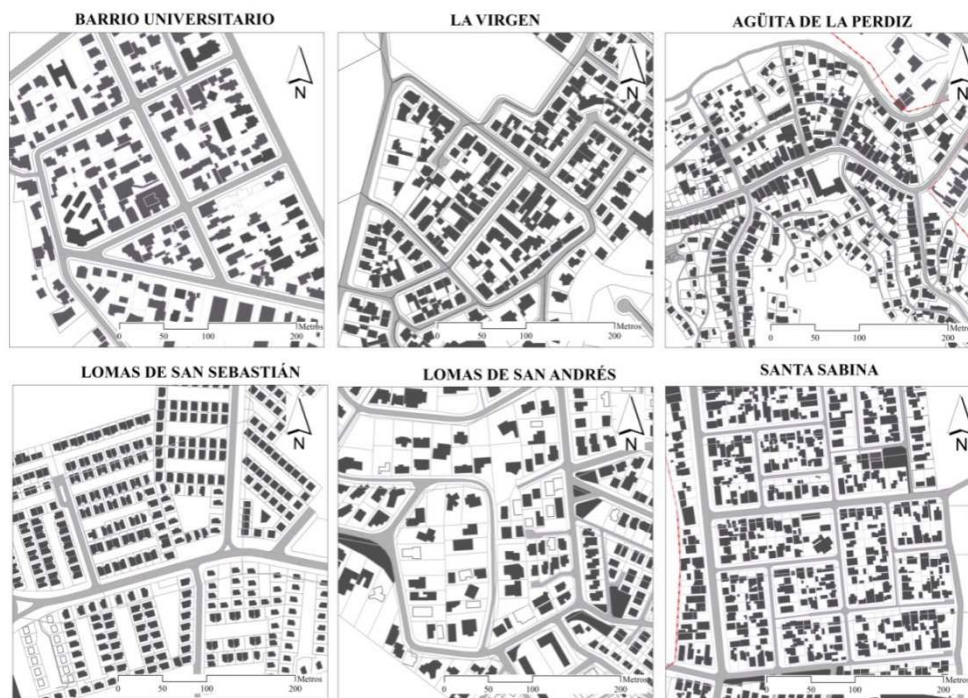 BARRIO UNIVERSITARIO
LA VIRGEN
AGÜITA DE LA PERDIZ
N
N
N
Metros
0 50 100 200
Metros
0 50 100 200
Metros
0 50 100 200
LOMAS DE SAN SEBASTIÁN
LOMAS DE SAN ANDRÉS
SANTA SABINA
N
N
N
Metros
0 50 100 200
Metros
0 50 100 200
Metros
0 50 100 200